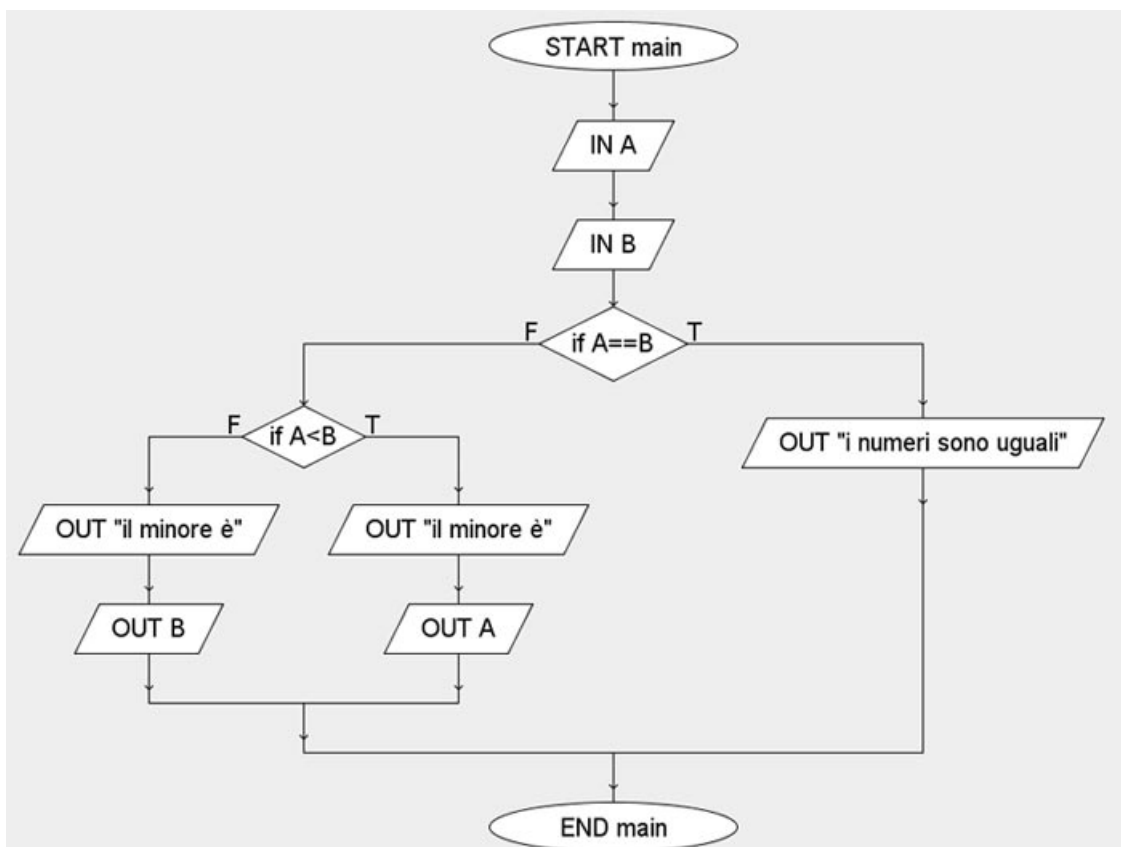 START main
IN A
IN B
F
if A==B
T
F
if A<B
T
OUT "i numeri sono uguali"
OUT "il minore è"
OUT "il minore è"
OUT B
OUT A
END main